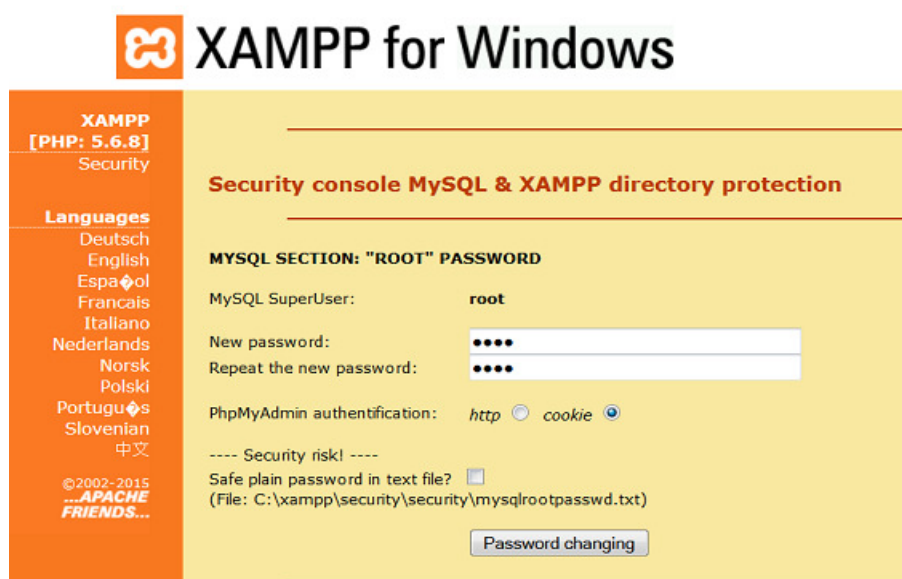 XAMPP for Windows
XAMPP
[PHP: 5.6.8]
Security
Languages
Deutsch
English
Espa�ol
Francais
Italiano
Nederlands
Norsk
Polski
Portugu�s
Slovenian
中文
©2002-2015
...APACHE
FRIENDS...
Security console MySQL & XAMPP directory protection
MYSQL SECTION: "ROOT" PASSWORD
MySQL SuperUser: root
New password: ••••
Repeat the new password: ••••
PhpMyAdmin authentification: http cookie
---- Security risk! ----
Safe plain password in text file?
(File: C:\xampp\security\security\mysqlrootpasswd.txt)
Password changing